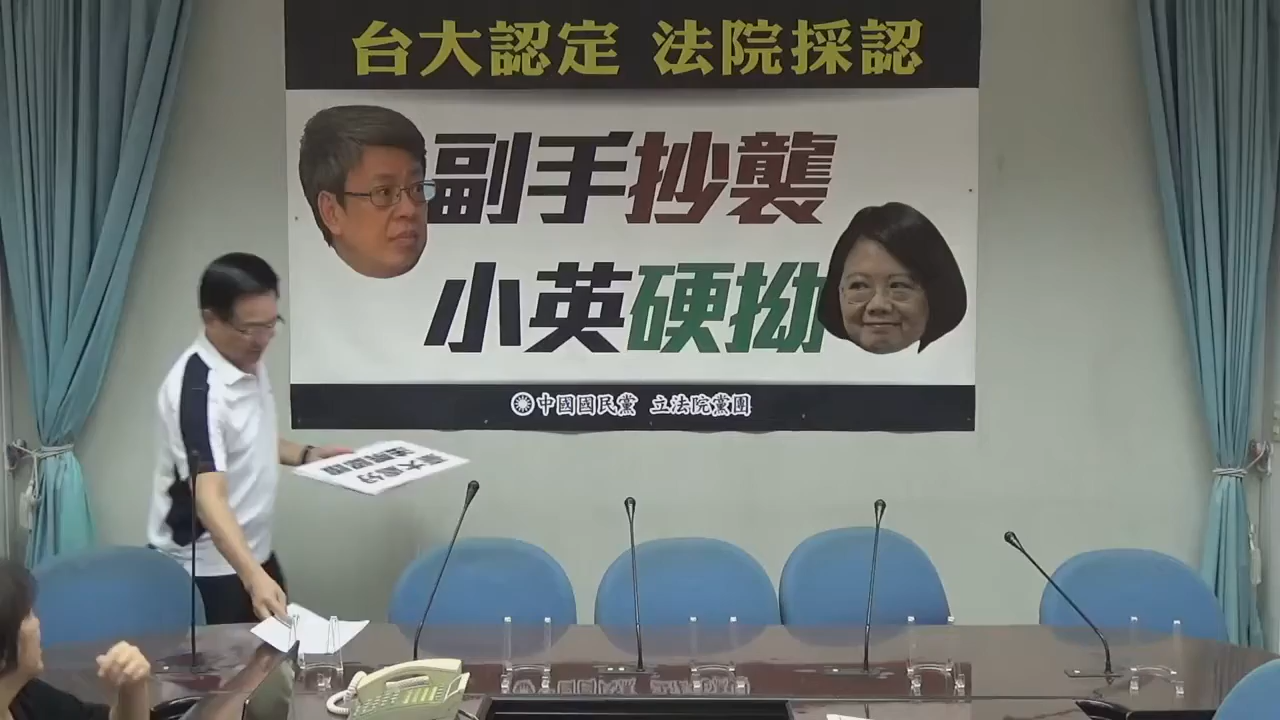 台大認定 法院採認
副手抄襲
小英硬拗
中國國民黨 立法院黨團